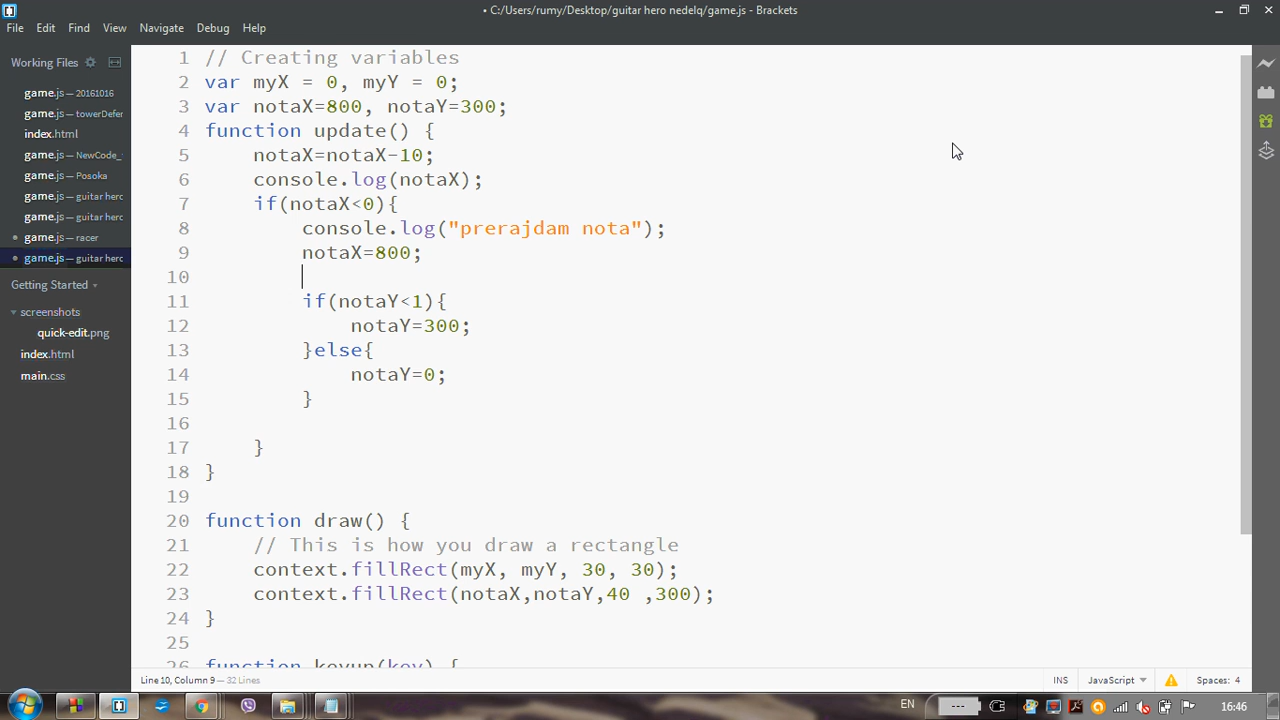 • C:/Users/rumy/Desktop/guitar hero nedelq/game.js - Brackets
File Edit Find View Navigate Debug Help
Working Files
game.js — 20161016
game.js — towerDefer
index.html
game.js — NewCode_
game.js — Posoka
game.js — guitar hero
game.js — guitar hero
• game.js — racer
• game.js — guitar hero
Getting Started
screenshots
quick-edit.png
index.html
main.css
1 // Creating variables
2 var myX = 0, myY = 0;
3 var notaX=800, notaY=300;
4 function update() {
5 notaX=notaX-10;
6 console.log(notaX);
7 if(notaX<0){
8 console.log("prerajdam nota");
9 notaX=800;
10
11 if(notaY<1){
12 notaY=300;
13 }else{
14 notaY=0;
15 }
16
17 }
18 }
19
20 function draw() {
21 // This is how you draw a rectangle
22 context.fillRect(myX, myY, 30, 30);
23 context.fillRect(notaX,notaY,40 ,300);
24 }
25
26 function keyup(key) {
Line 10, Column 9 — 32 Lines
INS JavaScript Spaces: 4
EN
16:46